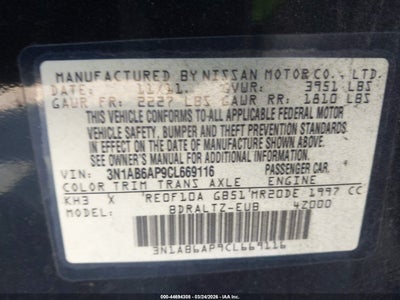 MANUFACTURED BY NISSAN MOTOR CO., LTD.
DATE: 11/11. GVWR: 3951 LBS
GAWR FR: 2227 LBS GAWR RR: 1810 LBS
THIS VEHICLE CONFORMS TO ALL APPLICABLE FEDERAL MOTOR
VEHICLE SAFETY, BUMPER AND THEFT PREVENTION STANDARDS
IN EFFECT ON THE DATE OF MANUFACTURE SHOWN ABOVE.
SEE OWNER'S MANUAL FOR ADDITIONAL INFORMATION.
VIN: 3N1AB6AP9CL669116 PASSENGER CAR.
COLOR TRIM TRANS AXLE ENGINE
KH3 X RE0F10A GB51 MR20DE 1997 CC
MODEL: BDRALTZ-EUB 4Z000
3N1AB6AP9CL669116
000-44694308 - 03/24/2026 - IAA